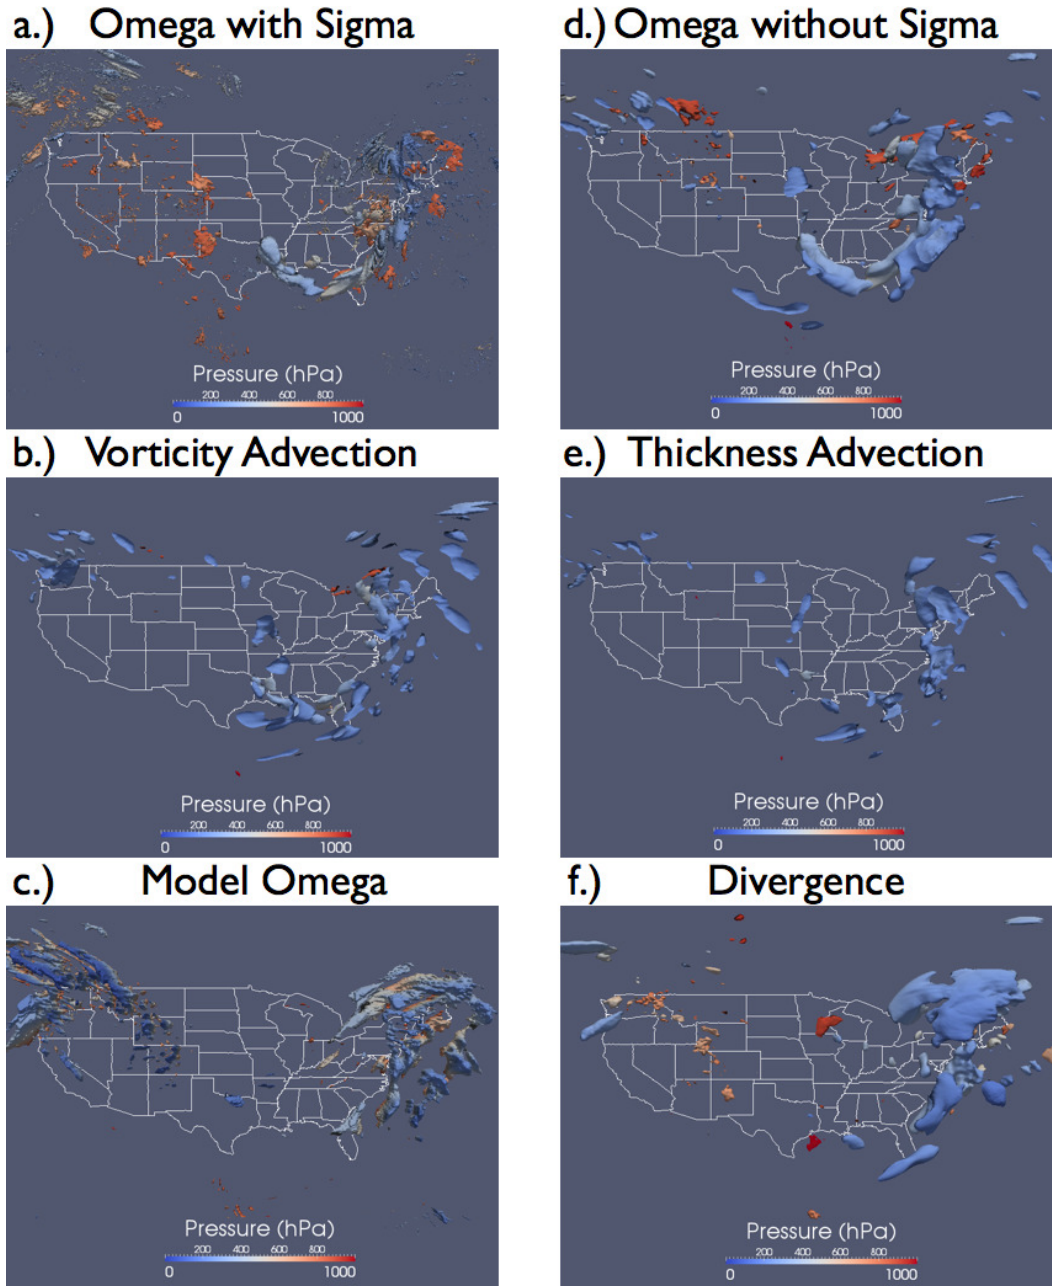 a.) Omega with Sigma
Pressure (hPa)
200 400 600 800
0 1000
d.) Omega without Sigma
Pressure (hPa)
200 400 600 800
0 1000
b.) Vorticity Advection
Pressure (hPa)
200 400 600 800
0 1000
e.) Thickness Advection
Pressure (hPa)
200 400 600 800
0 1000
c.) Model Omega
Pressure (hPa)
200 400 600 800
0 1000
f.) Divergence
Pressure (hPa)
200 400 600 800
0 1000